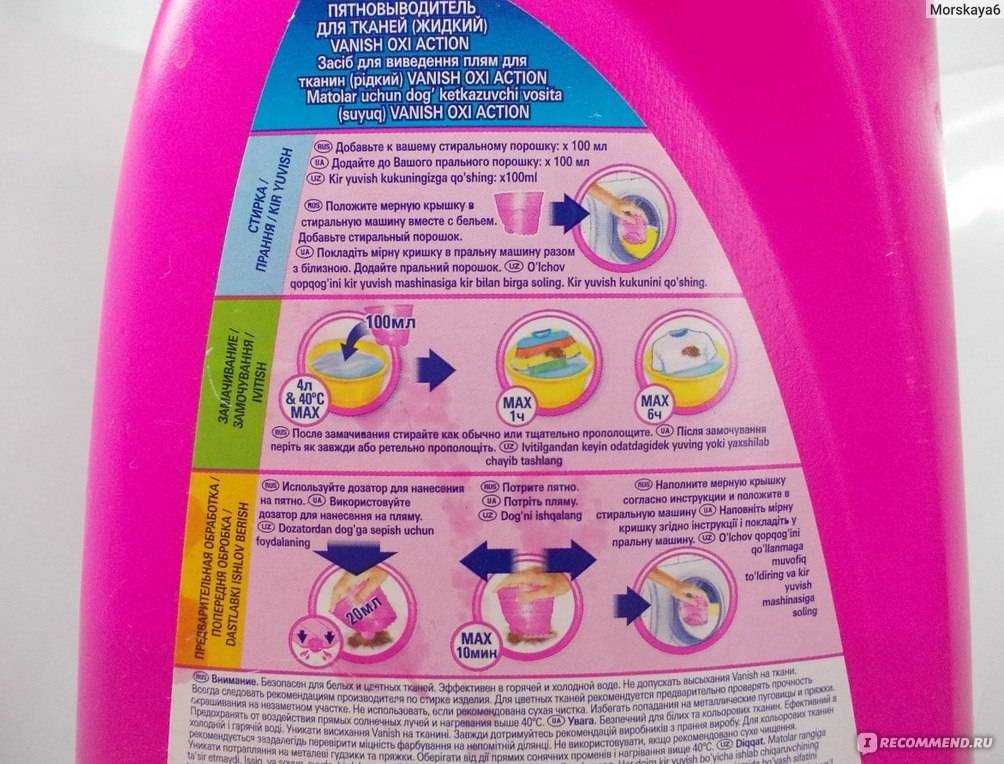 Morskaya6
ПЯТНОВЫВОДИТЕЛЬ
ДЛЯ ТКАНЕЙ (ЖИДКИЙ)
VANISH OXI ACTION
Засіб для виведення плям для
тканин (рідкий) VANISH OXI ACTION
Matolar uchun dog' ketkazuvchi vosita
(suyuq) VANISH OXI ACTION
СТИРКА /
ПРАННЯ / KIR YUVISH
RUS Добавьте к вашему стиральному порошку: x 100 мл
UA Додайте до Вашого прального порошку: x 100 мл
UZ Kir yuvish kukuningizga qo'shing: x100ml
RUS Положите мерную крышку в
стиральную машину вместе с бельем.
Добавьте стиральный порошок.
UA Покладіть мірну кришку в пральну машину разом
з білизною. Додайте пральний порошок. UZ O'lchov
qopqog'ini kir yuvish mashinasiga kir bilan birga soling. Kir yuvish kukunini qo'shing.
ЗАМАЧИВАНИЕ /
ЗАМОЧУВАННЯ /
IVITISH
100мл
4л
& 40°C
MAX
MAX
1ч
MAX
6ч
RUS После замачивания стирайте как обычно или тщательно прополощите. UA Після замочування
періть як завжди або ретельно прополощіть. UZ Ivitilgandan keyin odatdagidek yuving yoki yaxshilab
chayib tashlang
ПРЕДВАРИТЕЛЬНАЯ ОБРАБОТКА /
ПОПЕРЕДНЯ ОБРОБКА /
DASTLABKI ISHLOV BERISH
RUS Используйте дозатор для нанесения
на пятно. UA Використовуйте
дозатор для нанесення на пляму.
UZ Dozatordan dog'ga sepish uchun
foydalaning
RUS Потрите пятно.
UA Потріть пляму.
UZ Dog'ni ishqalang
RUS Наполните мерную крышку
согласно инструкции и положите в
стиральную машину UA Наповніть мірну
кришку згідно інструкції і покладіть у
пральну машину. UZ O'lchov qopqog'ini
qo'llanmaga
muvofiq
to'ldiring va kir
yuvish
mashinasiga
soling
20мл
MAX
10мин
RUS Внимание. Безопасен для белых и цветных тканей. Эффективен в горячей и холодной воде. Не допускать высыхания Vanish на ткани.
Всегда следовать рекомендациям производителя по стирке изделия. Для цветных тканей рекомендуется предварительно проверять прочность
окрашивания на незаметном участке. Не использовать, если рекомендована сухая чистка. Избегать попадания на металлические пуговицы и пряжки.
Предохранять от воздействия прямых солнечных лучей и нагревания выше 40°C. UA Увага. Безпечний для білих та кольорових тканин. Ефективний в
холодній і гарячій воді. Уникати висихання Vanish на тканині. Завжди дотримуйтесь рекомендацій виробників з прання виробу. Для кольорових тканин
рекомендується заздалегідь перевірити міцність фарбування на непомітній ділянці. Не використовувати, якщо рекомендовано сухе чищення.
Уникати потрапляння на металеві гудзики та пряжки. Оберігати від дії прямих сонячних променів і нагрівання вище 40°C. UZ Diqqat. Matolar rangiga
ta'sir etmaydi.
IRECOMMEND.RU